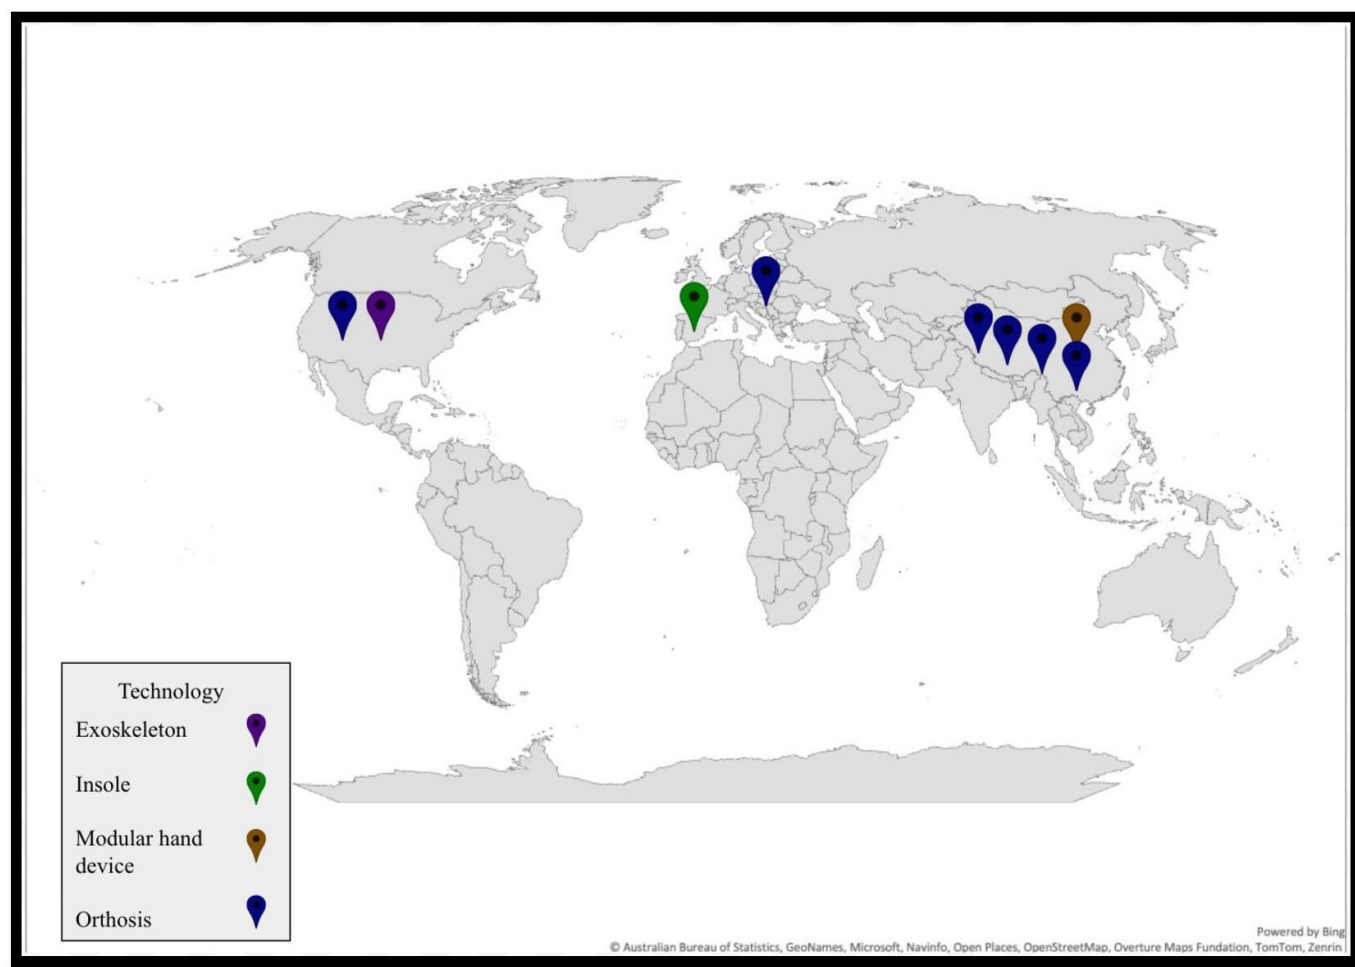 Technology
Exoskeleton
Insole
Modular hand
device
Orthosis
Powered by Bing
© Australian Bureau of Statistics, GeoNames, Microsoft, Navinfo, Open Places, OpenStreetMap, Overture Maps Fundation, TomTom, Zenrin